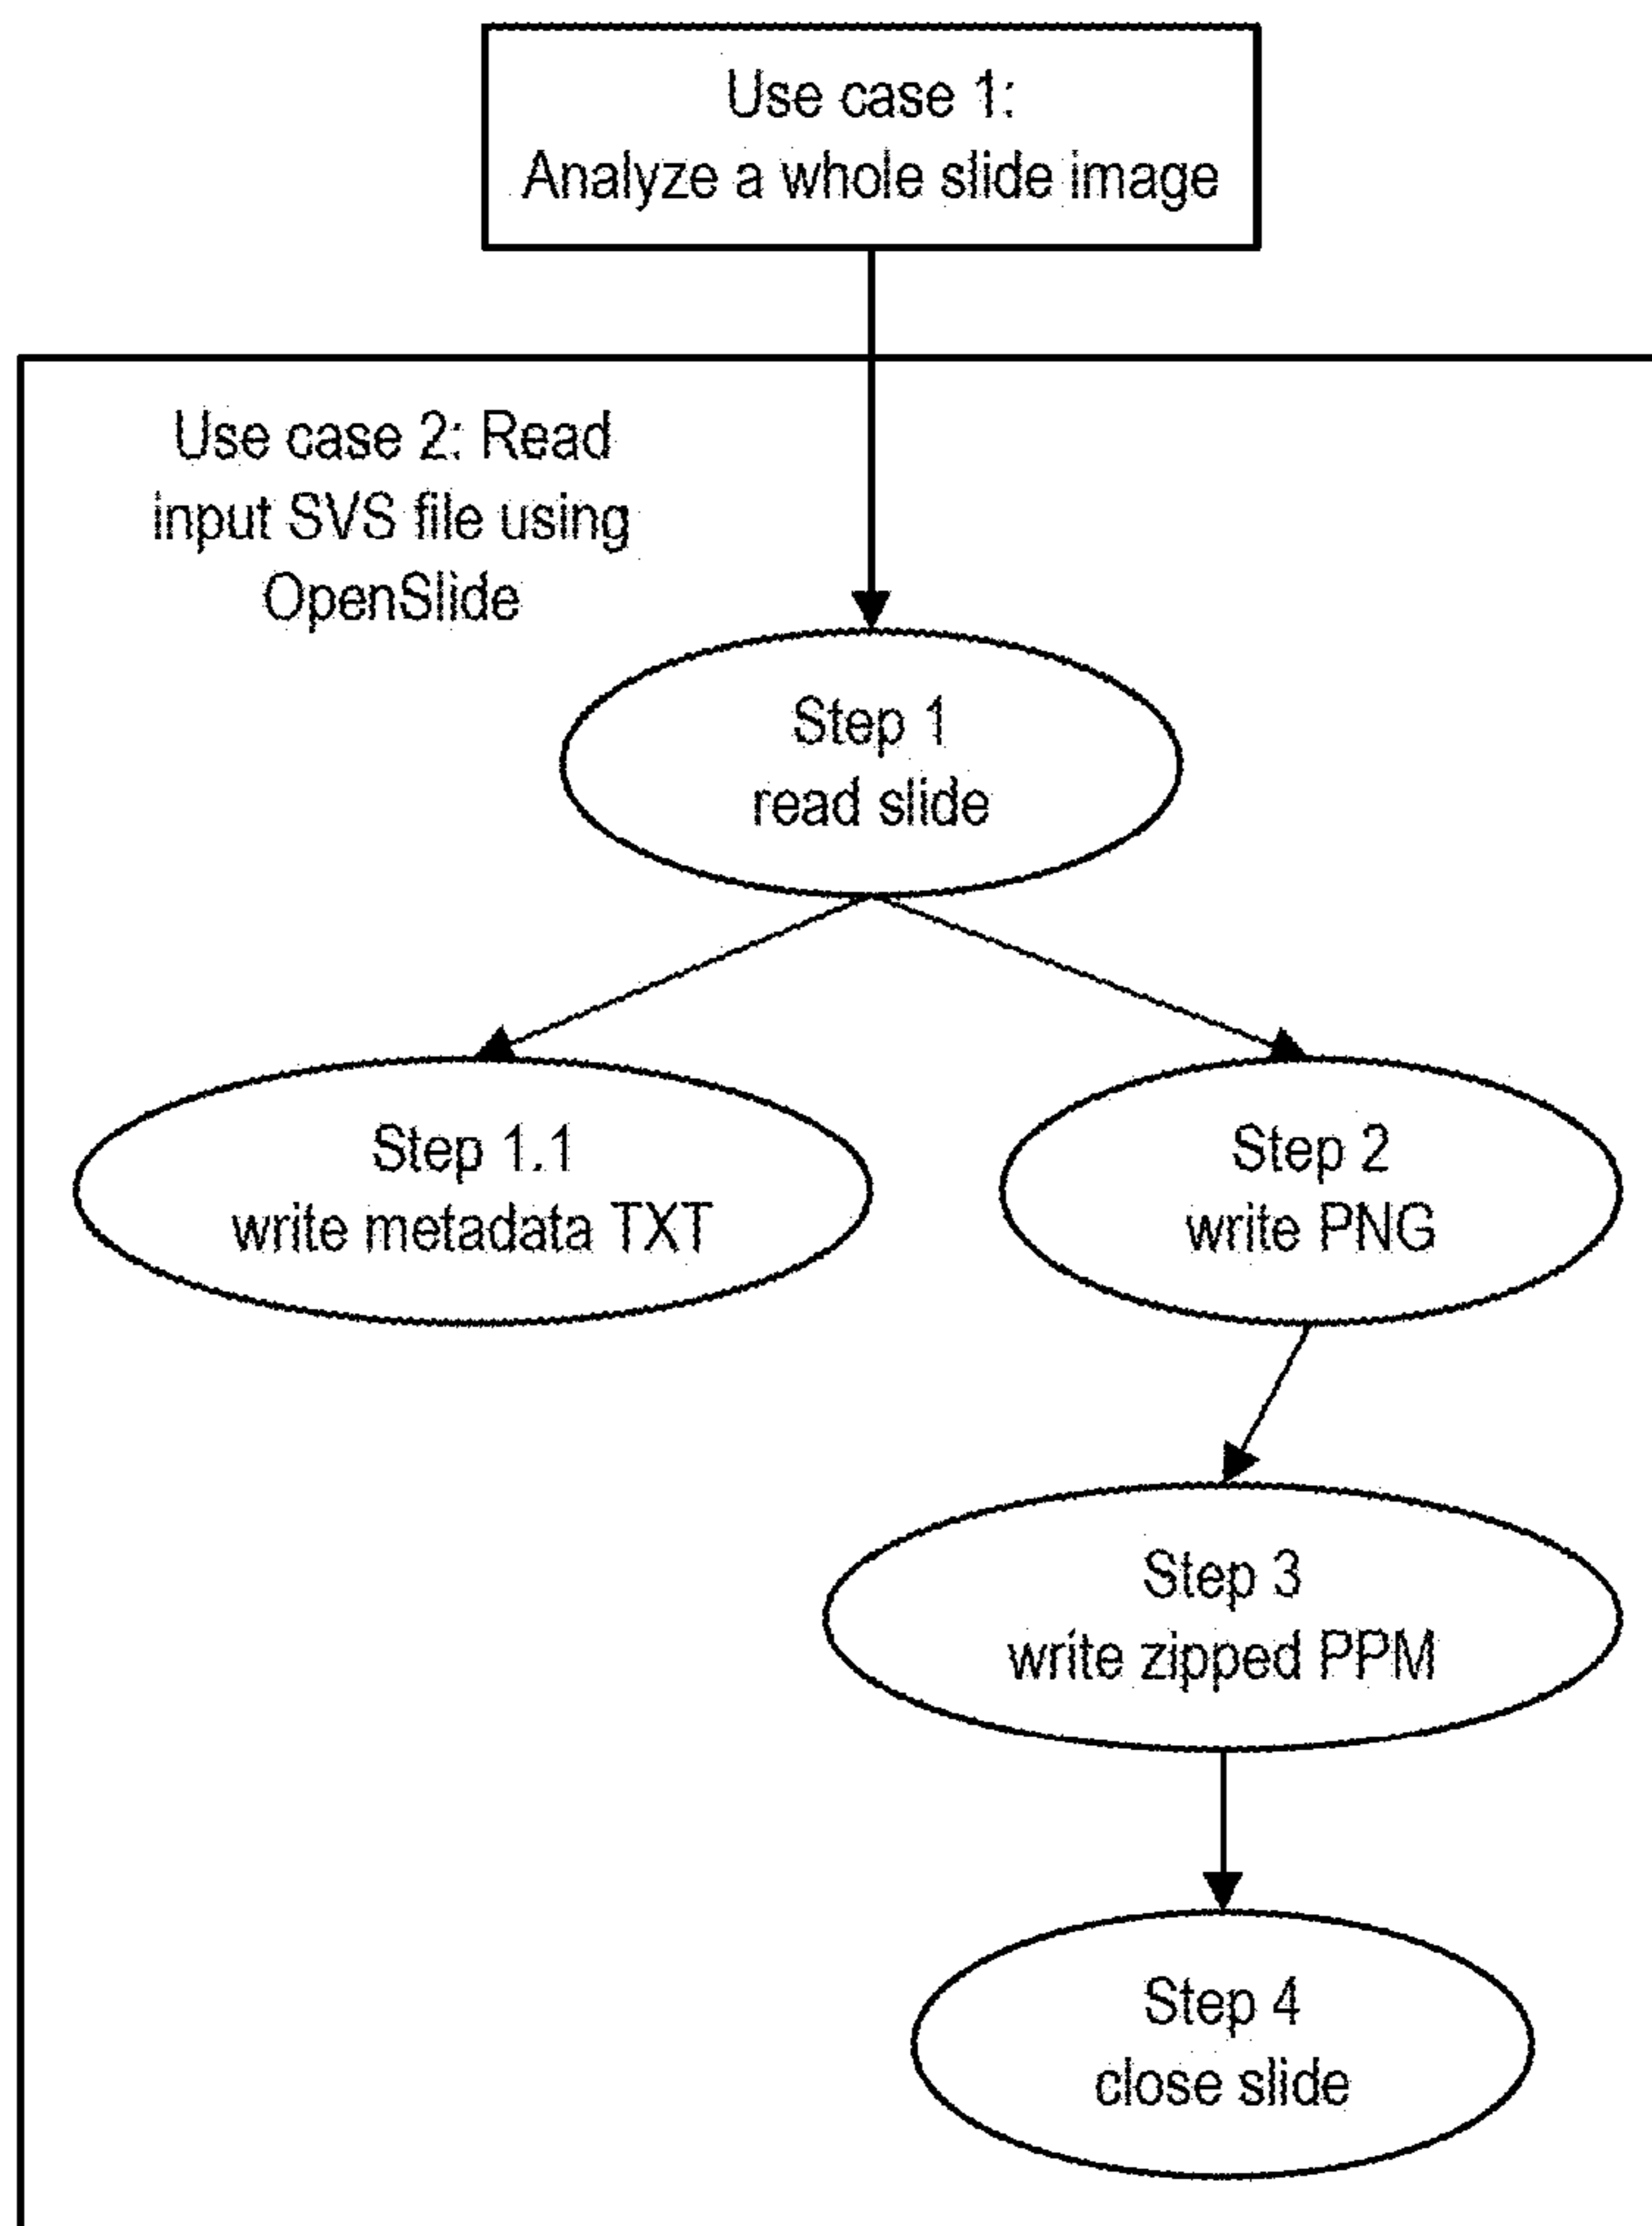 Use case 1:
Analyze a whole slide image
Use case 2: Read
input SVS file using
OpenSlide
Step 1
read slide
Step 1.1
write metadata TXT
Step 2
write PNG
Step 3
write zipped PPM
Step 4
close slide